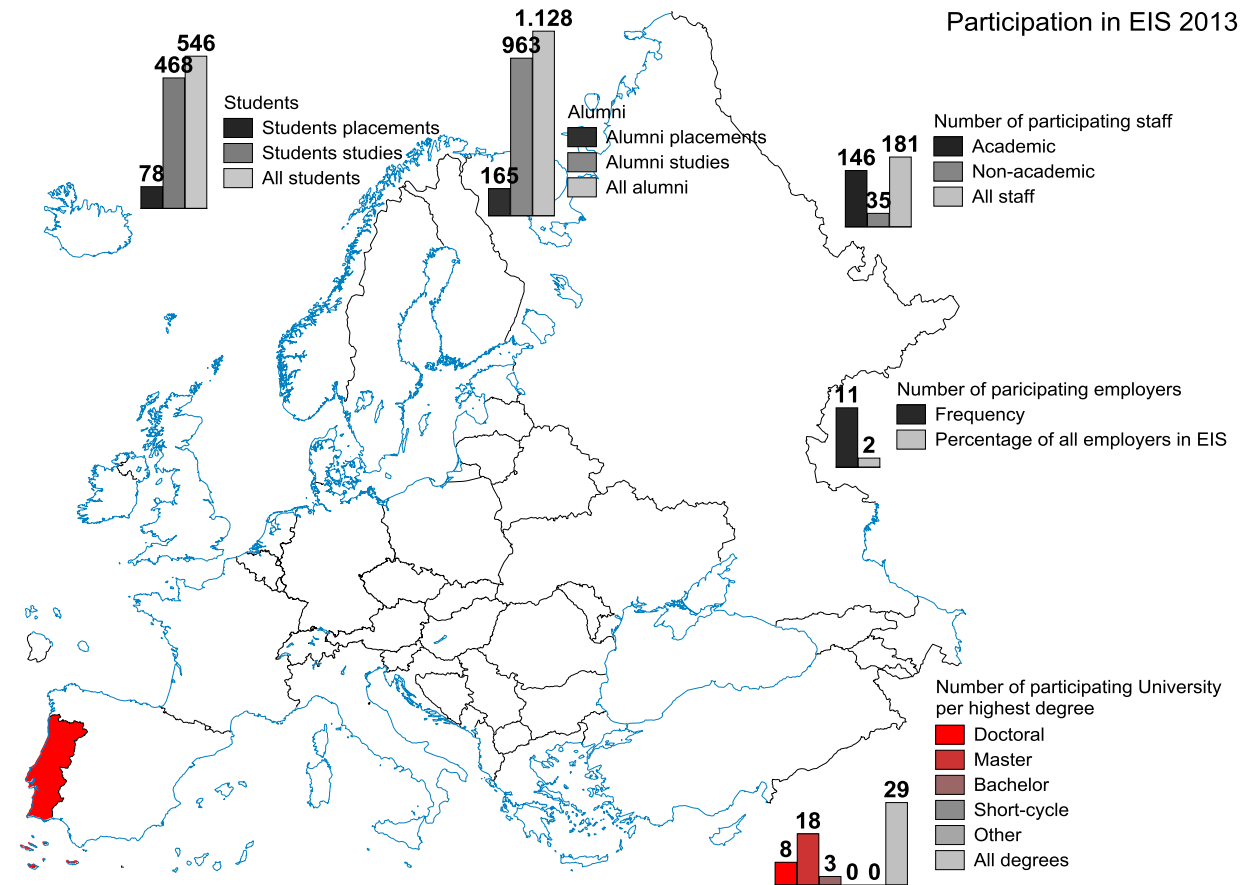 Participation in EIS 2013
546
468
78
Students
Students placements
Students studies
All students
1.128
963
165
Alumni
Alumni placements
Alumni studies
All alumni
146
35
181
Number of participating staff
Academic
Non-academic
All staff
11
2
Number of paricipating employers
Frequency
Percentage of all employers in EIS
Number of participating University
per highest degree
Doctoral
Master
Bachelor
Short-cycle
Other
All degrees
8
18
3
0
0
29